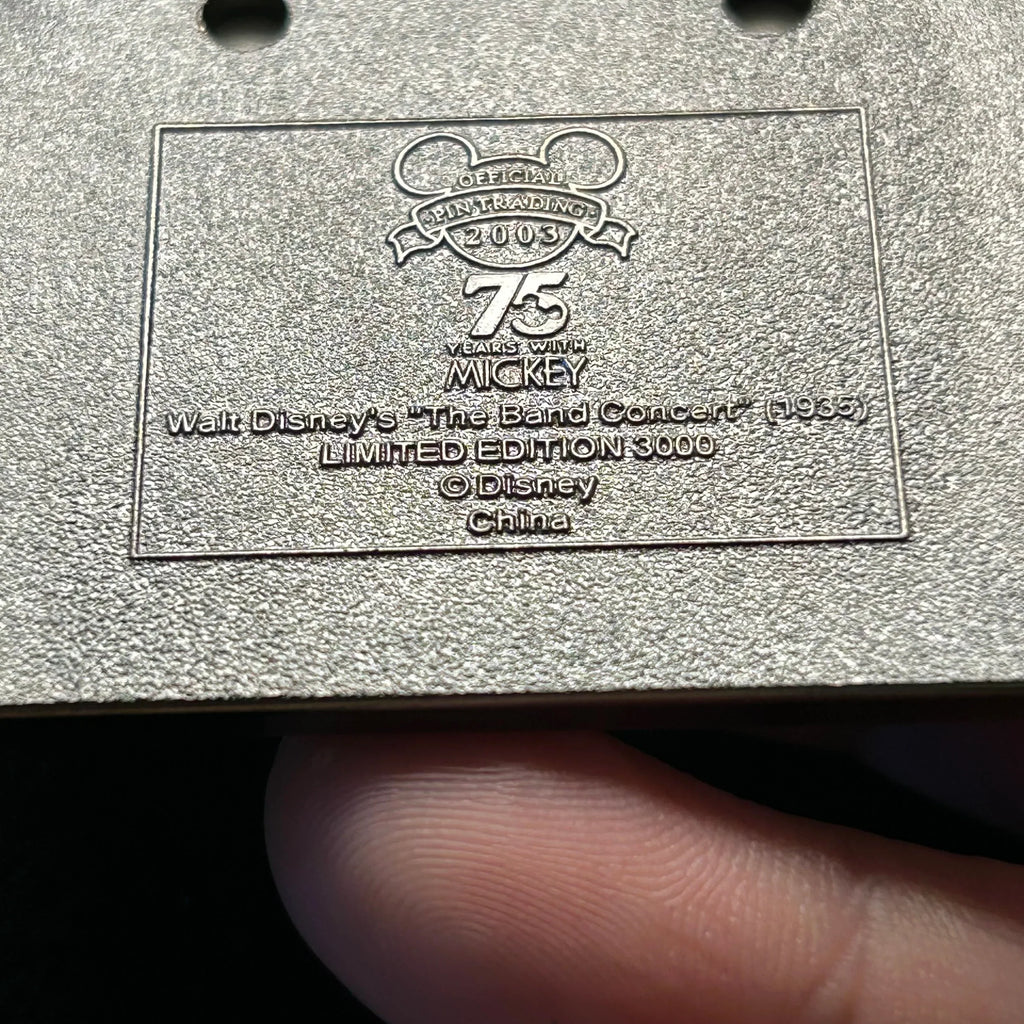 OFFICIAL
PIN TRADING
2003
75
YEARS WITH
MICKEY
Walt Disney's "The Band Concert" (1935)
LIMITED EDITION 3000
© Disney
China